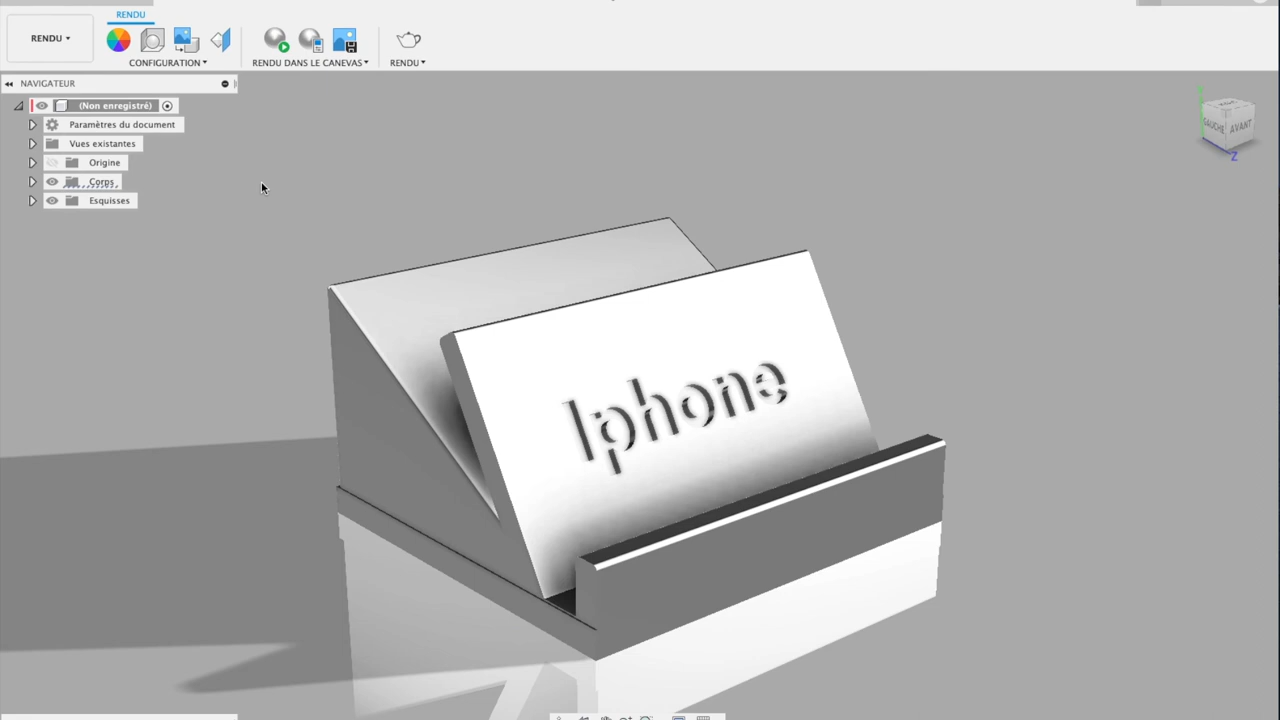 RENDU
RENDU
CONFIGURATION
RENDU DANS LE CANEVAS
RENDU
NAVIGATEUR
(Non enregistré)
Paramètres du document
Vues existantes
Origine
Corps
Esquisses
GAUCHE
AVANT
Z
Iphone